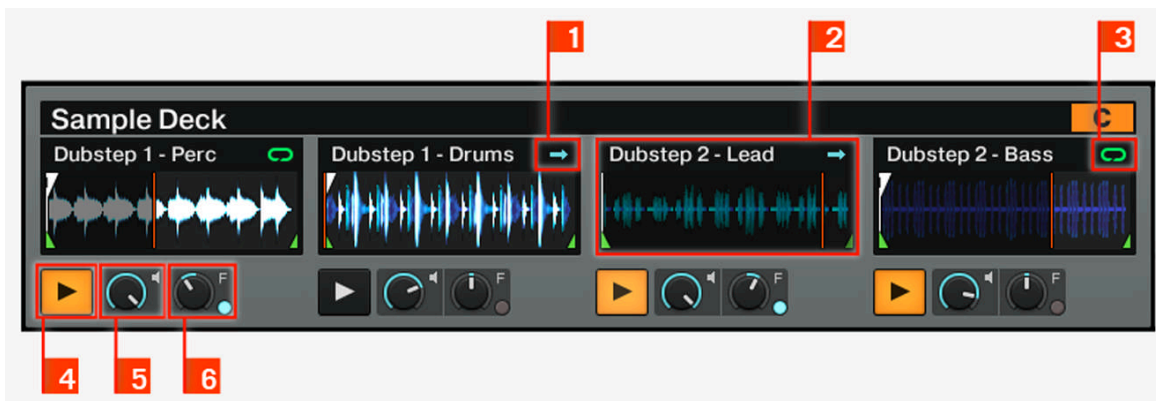 1 2 3
Sample Deck C
Dubstep 1 - Perc Dubstep 1 - Drums Dubstep 2 - Lead Dubstep 2 - Bass
F F F F
4 5 6